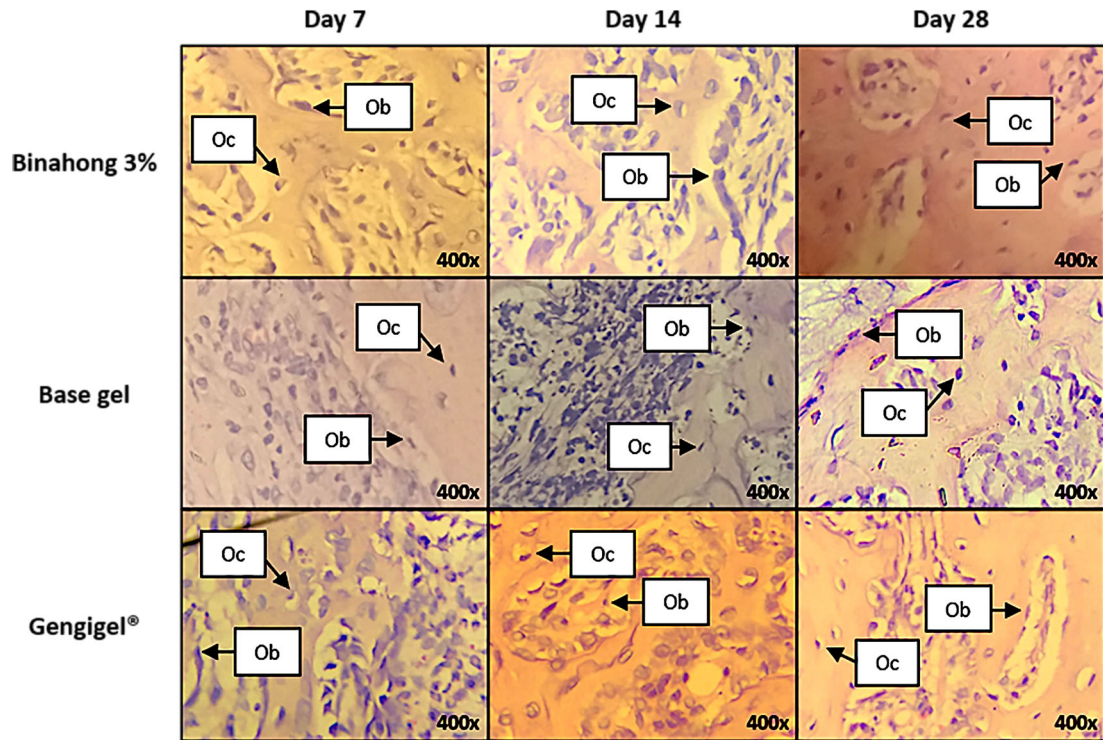 Day 7
Day 14
Day 28
Binahong 3%
Ob
Oc
400x
Oc
Ob
400x
Oc
Ob
400x
Base gel
Oc
Ob
400x
Ob
Oc
400x
Ob
Oc
400x
Gengigel®
Oc
Ob
400x
Oc
Ob
400x
Ob
Oc
400x